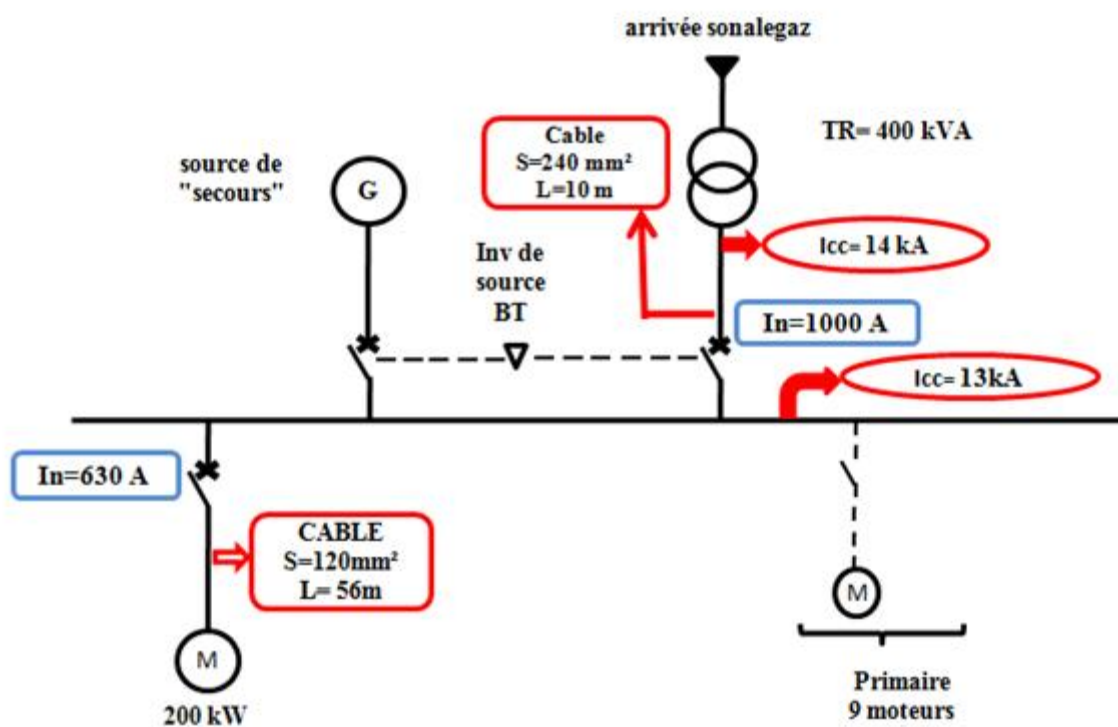 arrivée sonalegaz
TR= 400 kVA
Cable
S=240 mm²
L=10 m
source de
"secours"
G
Icc= 14 kA
Inv de
source
BT
In=1000 A
Icc= 13kA
In=630 A
CABLE
S=120mm²
L= 56m
M
M
200 kW
Primaire
9 moteurs